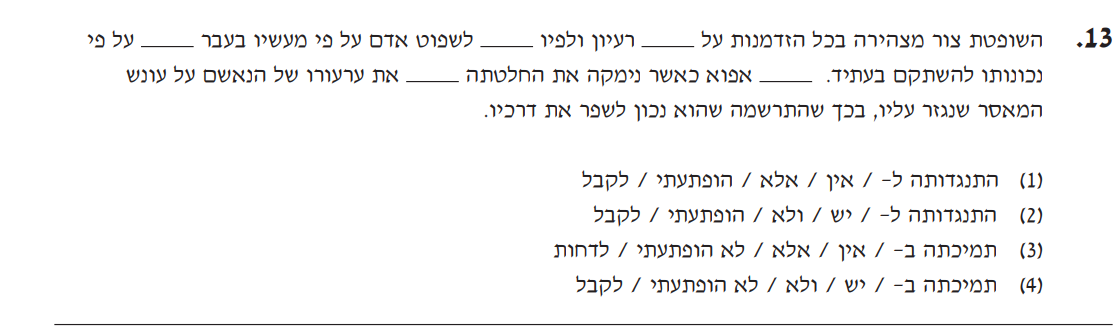 13. השופטת צור מצהירה בכל הזדמנות על _____ רעיון ולפיו _____ לשפוט אדם על פי מעשיו בעבר _____ על פי
נכונותו להשתקם בעתיד. _____ אפוא כאשר נימקה את החלטתה _____ את ערעורו של הנאשם על עונש
המאסר שנגזר עליו, בכך שהתרשמה שהוא נכון לשפר את דרכיו.
(1) התנגדותה ל- / אין / אלא / הופתעתי / לקבל
(2) התנגדותה ל- / יש / ולא / הופתעתי / לקבל
(3) תמיכתה ב- / אין / אלא / לא הופתעתי / לדחות
(4) תמיכתה ב- / יש / ולא / לא הופתעתי / לקבל